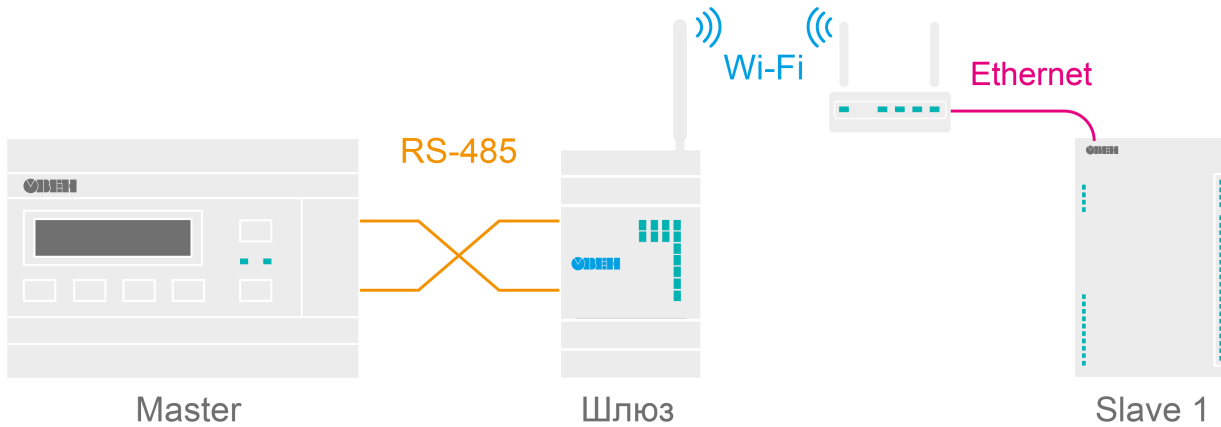 Wi-Fi
Ethernet
RS-485
ОВЕН
ОВЕН
ОВЕН
Master
Шлюз
Slave 1